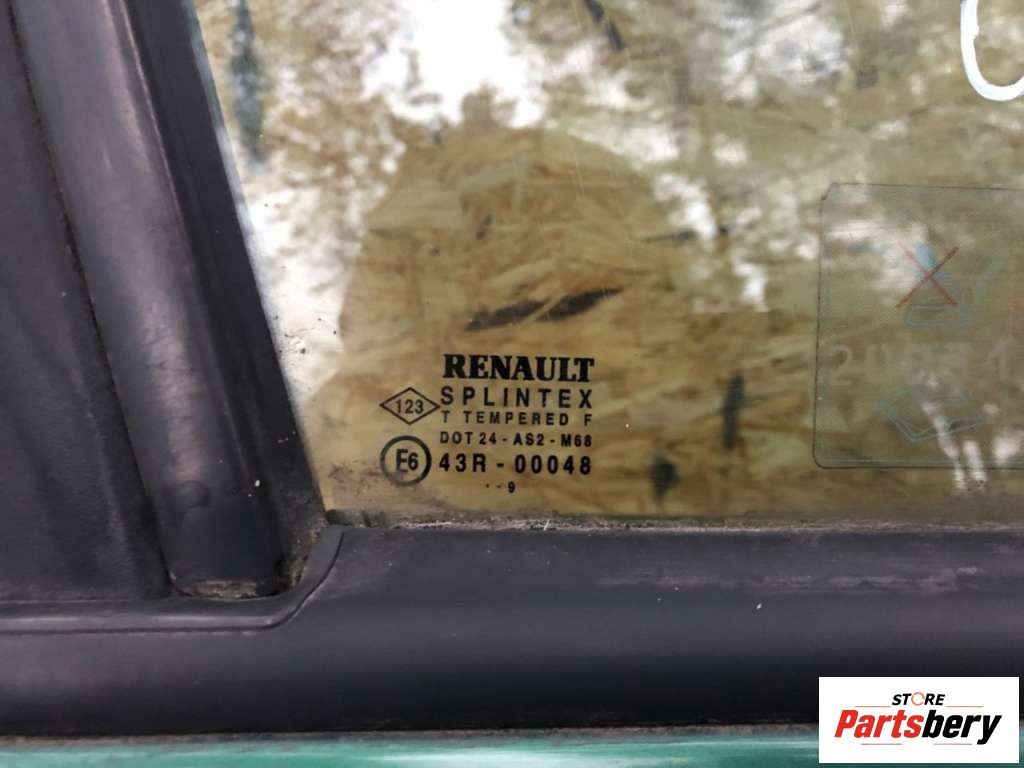 RENAULT
123 SPLINTEX
T TEMPERED F
DOT 24 - AS2 - M68
E6 43R - 00048
·· 9
STORE
Partsbery